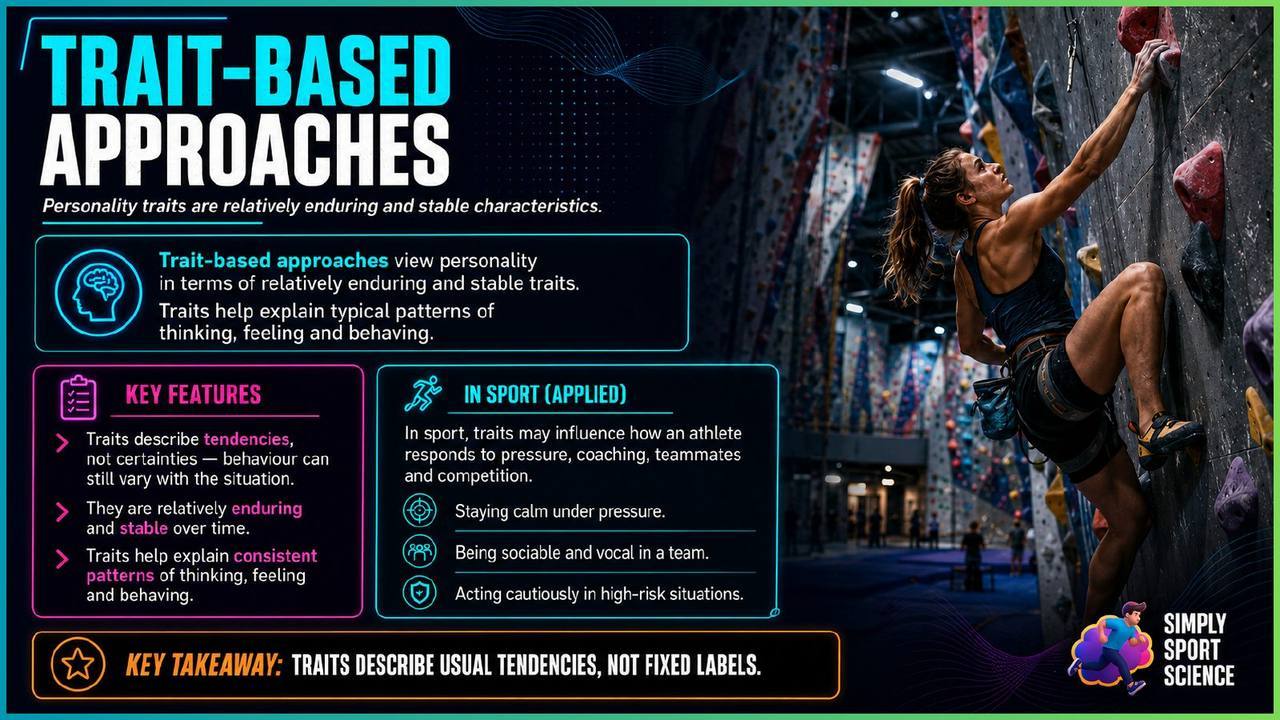 TRAIT-BASED
APPROACHES
Personality traits are relatively enduring and stable characteristics.
Trait-based approaches view personality
in terms of relatively enduring and stable traits.
Traits help explain typical patterns of
thinking, feeling and behaving.
KEY FEATURES
Traits describe tendencies,
not certainties — behaviour can
still vary with the situation.
They are relatively enduring
and stable over time.
Traits help explain consistent
patterns of thinking, feeling
and behaving.
IN SPORT (APPLIED)
In sport, traits may influence how an athlete
responds to pressure, coaching, teammates
and competition.
Staying calm under pressure.
Being sociable and vocal in a team.
Acting cautiously in high-risk situations.
KEY TAKEAWAY: TRAITS DESCRIBE USUAL TENDENCIES, NOT FIXED LABELS.
SIMPLY
SPORT
SCIENCE